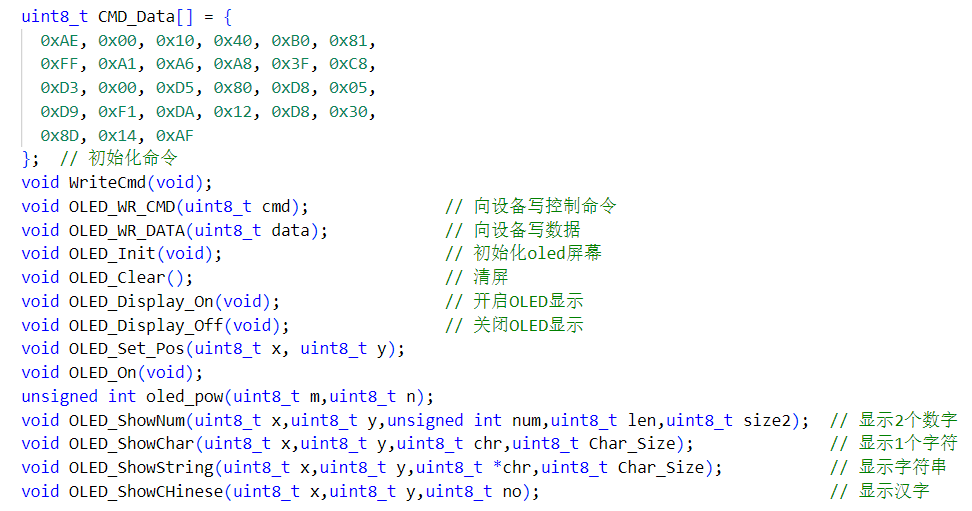 uint8_t CMD_Data[] = {
0xAE, 0x00, 0x10, 0x40, 0xB0, 0x81,
0xFF, 0xA1, 0xA6, 0xA8, 0x3F, 0xC8,
0xD3, 0x00, 0xD5, 0x80, 0xD8, 0x05,
0xD9, 0xF1, 0xDA, 0x12, 0xD8, 0x30,
0x8D, 0x14, 0xAF
}; // 初始化命令
void WriteCmd(void);
void OLED_WR_CMD(uint8_t cmd); // 向设备写控制命令
void OLED_WR_DATA(uint8_t data); // 向设备写数据
void OLED_Init(void); // 初始化oled屏幕
void OLED_Clear(); // 清屏
void OLED_Display_On(void); // 开启OLED显示
void OLED_Display_Off(void); // 关闭OLED显示
void OLED_Set_Pos(uint8_t x, uint8_t y);
void OLED_On(void);
unsigned int oled_pow(uint8_t m,uint8_t n);
void OLED_ShowNum(uint8_t x,uint8_t y,unsigned int num,uint8_t len,uint8_t size2); // 显示2个数字
void OLED_ShowChar(uint8_t x,uint8_t y,uint8_t chr,uint8_t Char_Size); // 显示1个字符
void OLED_ShowString(uint8_t x,uint8_t y,uint8_t *chr,uint8_t Char_Size); // 显示字符串
void OLED_ShowCHinese(uint8_t x,uint8_t y,uint8_t no); // 显示汉字